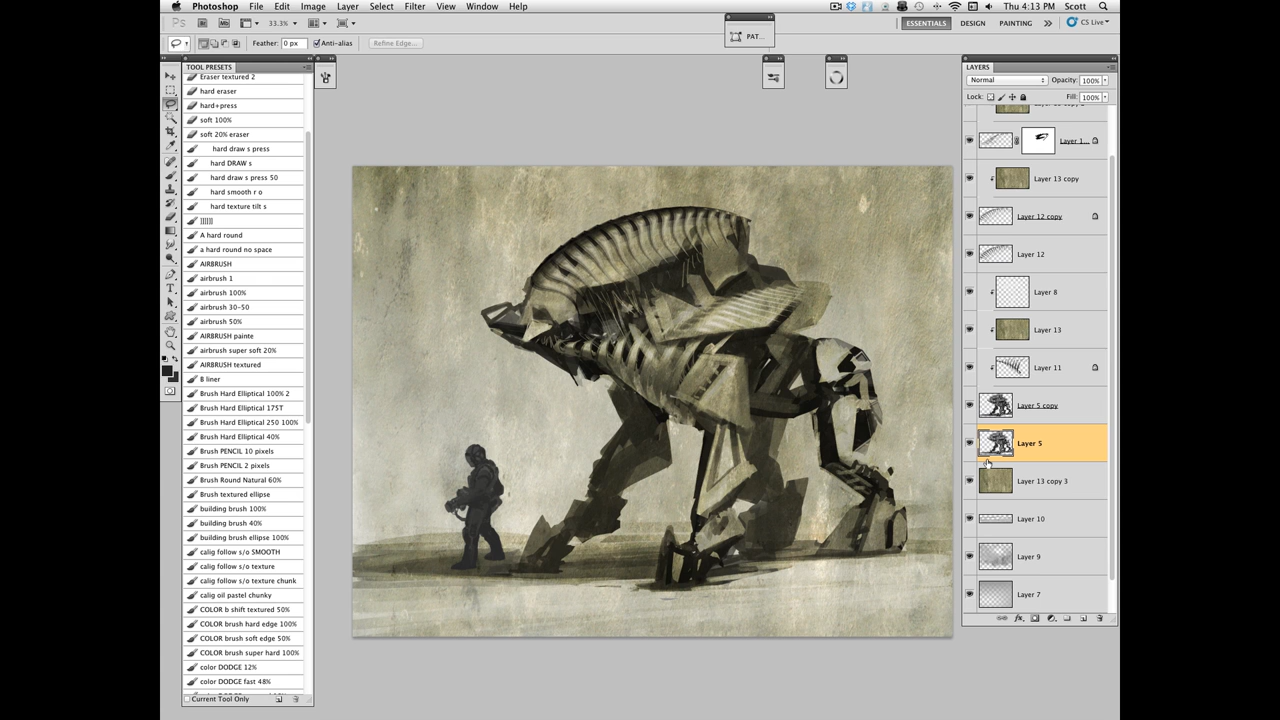 Photoshop File Edit Image Layer Select Filter View Window Help Thu 4:13 PM Scott
Ps Br Mb 33.3% ESSENTIALS DESIGN PAINTING CS Live
Feather: 0 px Anti-alias Refine Edge...
PAT...
TOOL PRESETS
Eraser textured 2
hard eraser
hard+press
soft 100%
soft 20% eraser
hard draw s press
hard DRAW s
hard draw s press 50
hard smooth r o
hard texture tilt s
]]]]]]
A hard round
a hard round no space
AIRBRUSH
airbrush 1
airbrush 100%
airbrush 30-50
airbrush 50%
AIRBRUSH painte
airbrush super soft 20%
AIRBRUSH textured
B liner
Brush Hard Elliptical 100% 2
Brush Hard Elliptical 175T
Brush Hard Elliptical 250 100%
Brush Hard Elliptical 40%
Brush PENCIL 10 pixels
Brush PENCIL 2 pixels
Brush Round Natural 60%
Brush textured ellipse
building brush 100%
building brush 40%
building brush ellipse 100%
calig follow s/o SMOOTH
calig follow s/o texture
calig follow s/o texture chunk
calig oil pastel chunky
COLOR b shift textured 50%
COLOR brush hard edge 100%
COLOR brush soft edge 50%
COLOR brush super hard 100%
color DODGE 12%
color DODGE fast 48%
Current Tool Only
LAYERS
Normal Opacity: 100%
Lock: Fill: 100%
Layer 1...
Layer 13 copy
Layer 12 copy
Layer 12
Layer 8
Layer 13
Layer 11
Layer 5 copy
Layer 5
Layer 13 copy 3
Layer 10
Layer 9
Layer 7